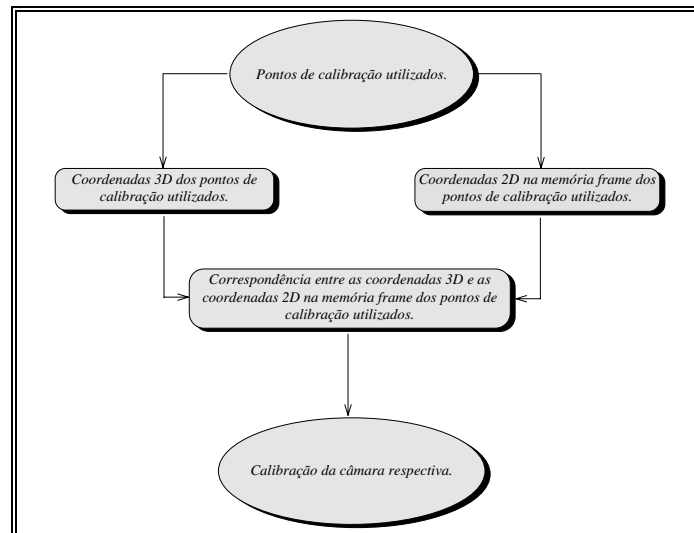 Pontos de calibração utilizados.
Coordenadas 3D dos pontos de
calibração utilizados.
Coordenadas 2D na memória frame dos
pontos de calibração utilizados.
Correspondência entre as coordenadas 3D e as
coordenadas 2D na memória frame dos pontos de
calibração utilizados.
Calibração da câmara respectiva.